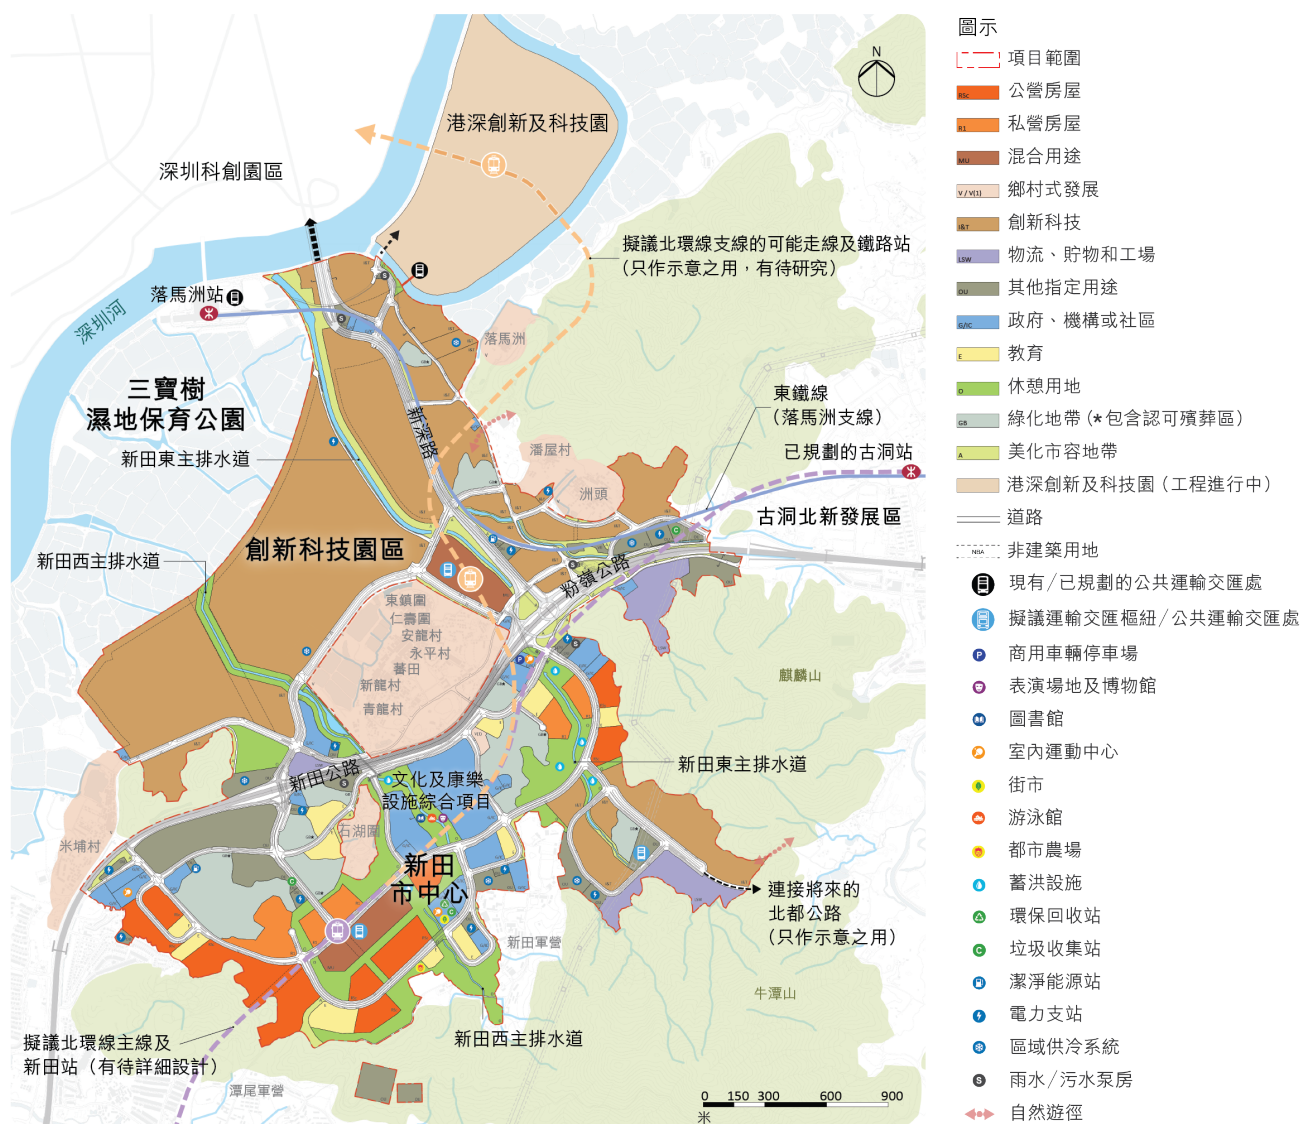 港深創新及科技園
深圳科創園區
N
擬議北環線支線的可能走線及鐵路站
（只作示意之用，有待研究）
落馬洲站
深圳河
落馬洲
三寶樹
濕地保育公園
新田東主排水道
新深路
東鐵線
（落馬洲支線）
潘屋村
已規劃的古洞站
洲頭
古洞北新發展區
創新科技園區
新田西主排水道
粉嶺公路
東鎮圍
仁壽圍
安龍村
永平村
蕃田
新龍村
青龍村
麒麟山
新田公路
文化及康樂
設施綜合項目
新田東主排水道
石湖圍
米埔村
新田
市中心
連接將來的
北都公路
（只作示意之用）
新田軍營
牛潭山
擬議北環線主線及
新田站（有待詳細設計）
新田西主排水道
潭尾軍營
0 150 300 600 900
米
圖示
項目範圍
RSc 公營房屋
R1 私營房屋
MU 混合用途
V / V(1) 鄉村式發展
I&T 創新科技
LSW 物流、貯物和工場
OU 其他指定用途
G/IC 政府、機構或社區
E 教育
O 休憩用地
GB 綠化地帶 (*包含認可殯葬區)
A 美化市容地帶
港深創新及科技園（工程進行中）
道路
NBA 非建築用地
現有/已規劃的公共運輸交匯處
擬議運輸交匯樞紐/公共運輸交匯處
P 商用車輛停車場
表演場地及博物館
圖書館
室內運動中心
街市
游泳館
都市農場
蓄洪設施
環保回收站
C 垃圾收集站
潔淨能源站
電力支站
區域供冷系統
S 雨水/污水泵房
自然遊徑